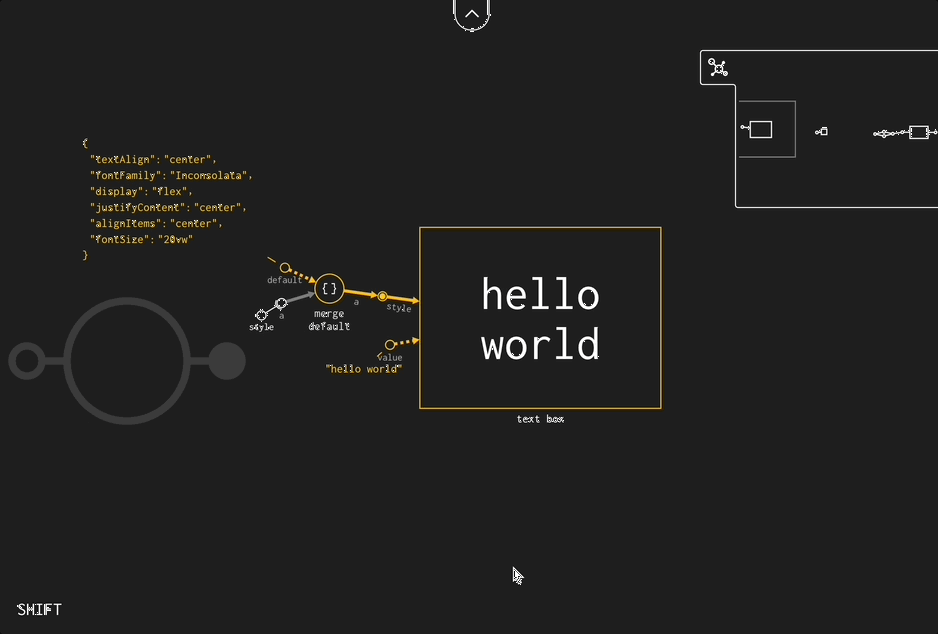 {
"textAlign": "center",
"fontFamily": "Inconsolata",
"display": "flex",
"justifyContent": "center",
"alignItems": "center",
"fontSize": "20vw"
}
default
{}
a
style
a
style
merge
default
value
"hello world"
hello
world
text box
SHIFT